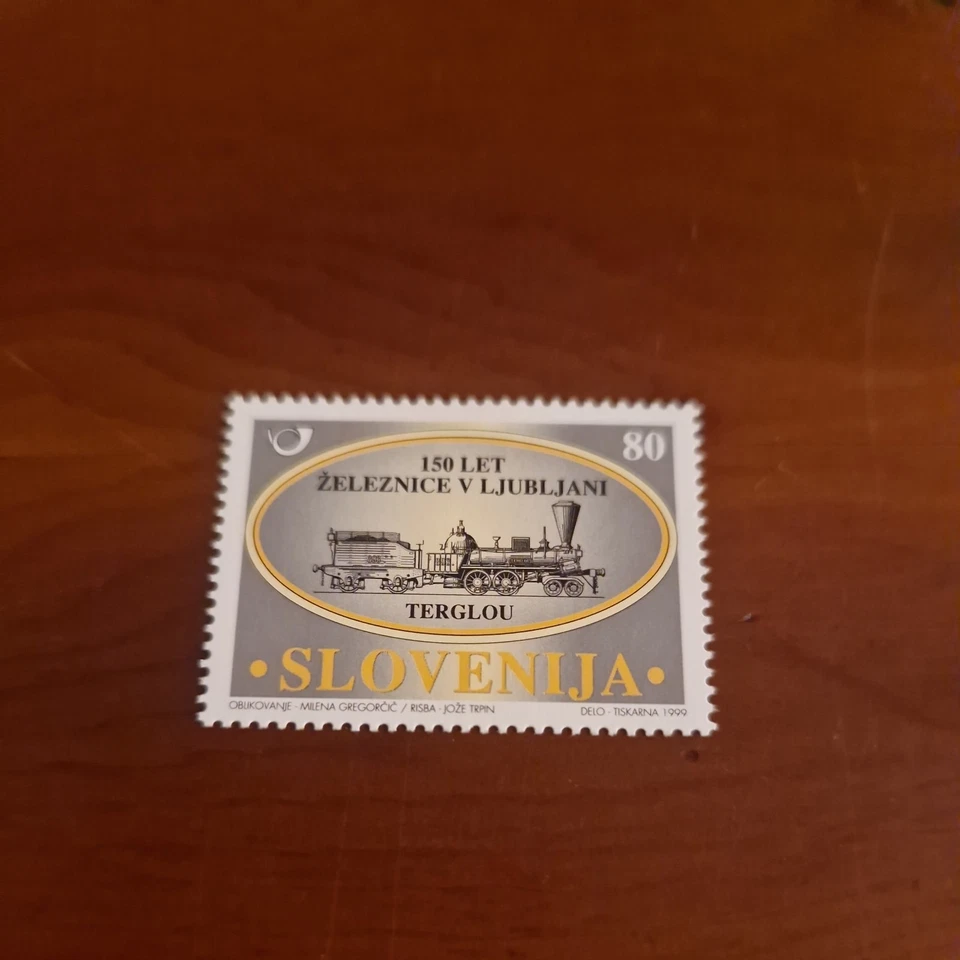 80
150 LET
ŽELEZNICE V LJUBLJANI
TERGLOU
• SLOVENIJA •
OBLIKOVANJE · MILENA GREGORČIČ / RISBA · JOŽE TRPIN
DELO · TISKARNA 1999